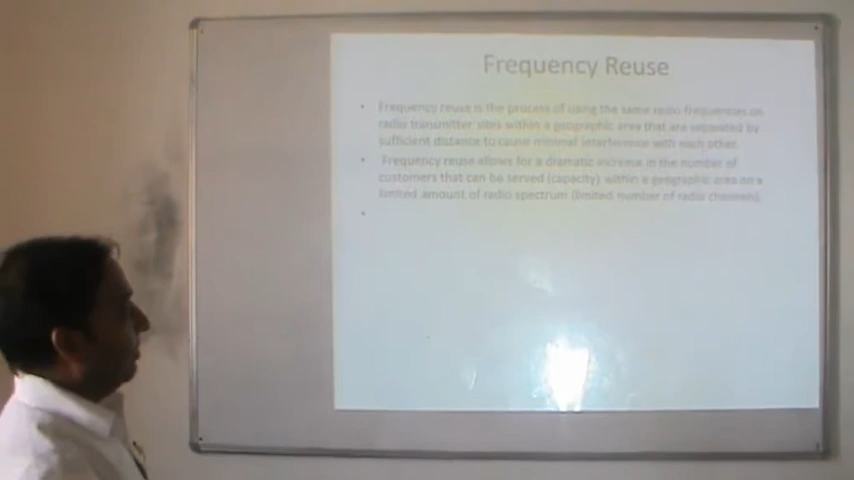 Frequency Reuse
• Frequency reuse is the process of using the same radio frequencies on
radio transmitter sites within a geographic area that are separated by
sufficient distance to cause minimal interference with each other.
• Frequency reuse allows for a dramatic increase in the number of
customers that can be served (capacity) within a geographic area on a
limited amount of radio spectrum (limited number of radio channels).
•